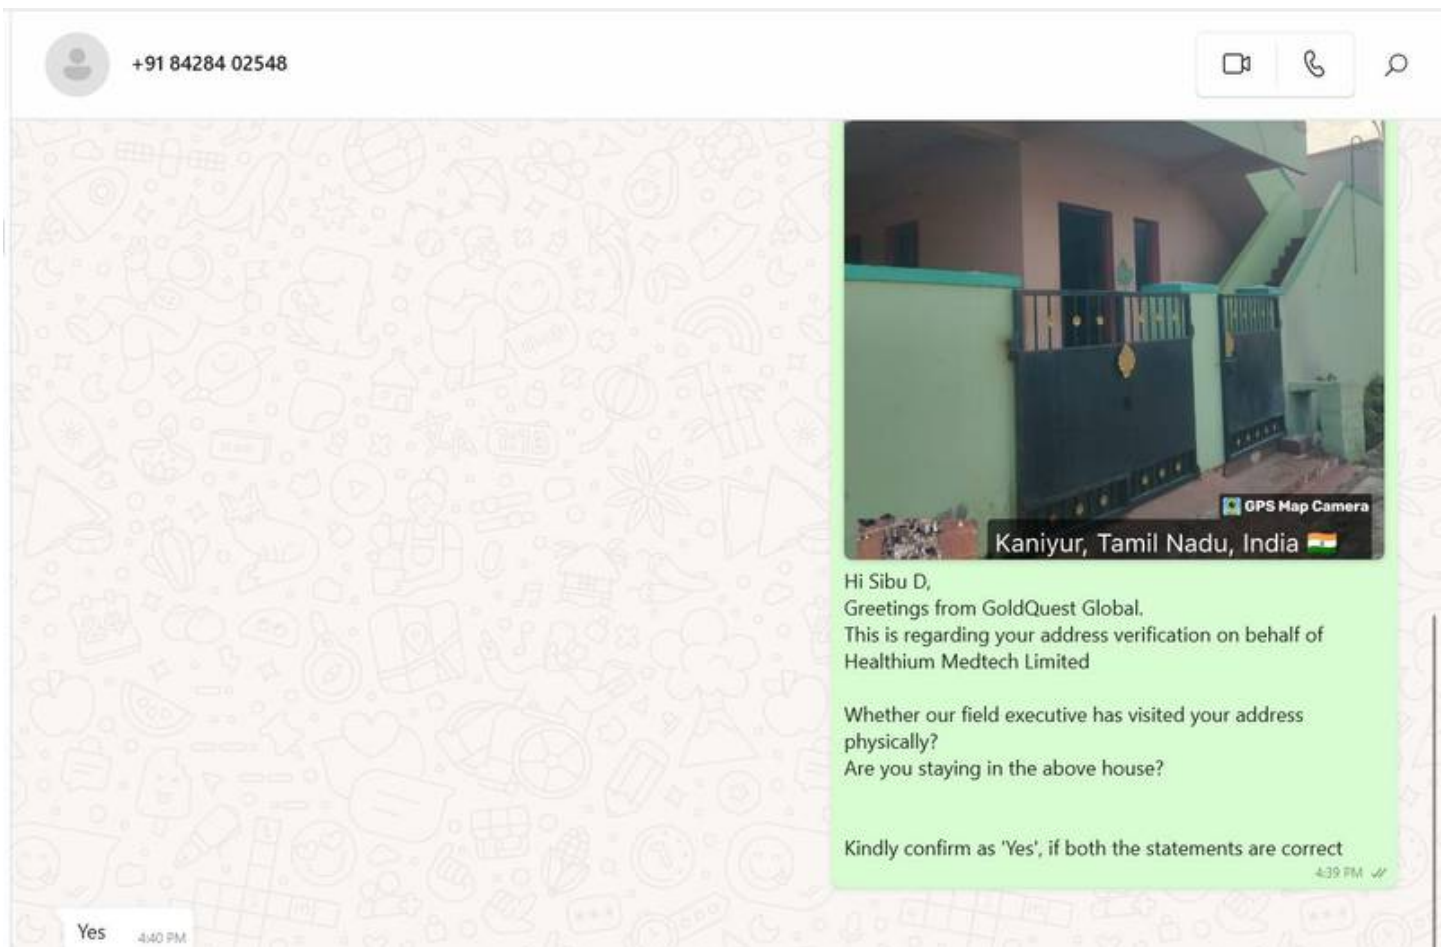 +91 84284 02548
GPS Map Camera
Kaniyur, Tamil Nadu, India 🇮🇳
Hi Sibu D,
Greetings from GoldQuest Global.
This is regarding your address verification on behalf of
Healthium Medtech Limited
Whether our field executive has visited your address
physically?
Are you staying in the above house?
Kindly confirm as 'Yes', if both the statements are correct
4:39 PM
Yes 4:40 PM